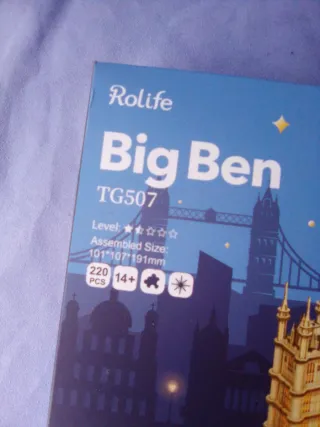 Rolife
Big Ben
TG507
Level: ★⯪☆☆☆
Assembled Size:
101*107*191mm
220
PCS
14+